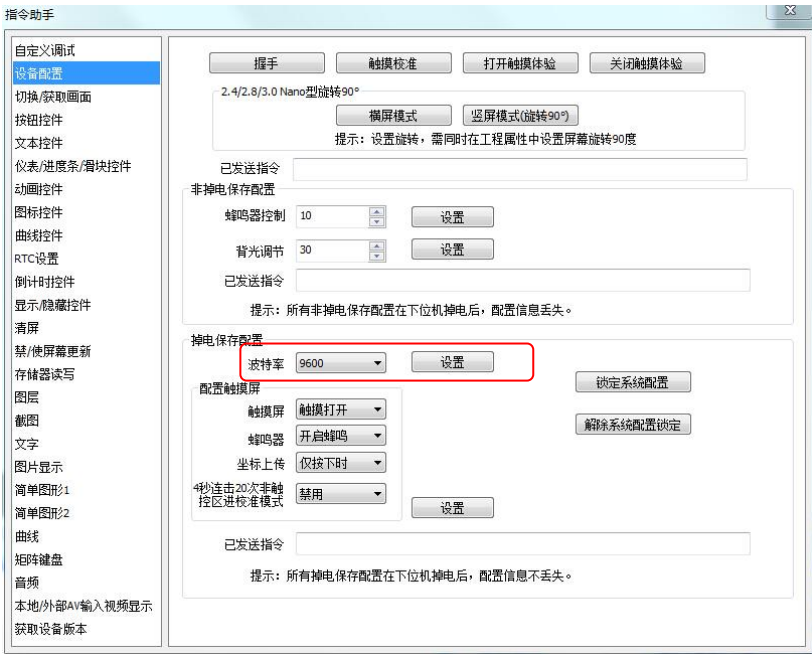 指令助手
自定义调试
设备配置
切换/获取画面
按钮控件
文本控件
仪表/进度条/滑块控件
动画控件
图标控件
曲线控件
RTC设置
倒计时控件
显示/隐藏控件
清屏
禁/使屏幕更新
存储器读写
图层
截图
文字
图片显示
简单图形1
简单图形2
曲线
矩阵键盘
音频
本地/外部AV输入视频显示
获取设备版本
握手 触摸校准 打开触摸体验 关闭触摸体验
2.4/2.8/3.0 Nano型旋转90°
横屏模式 竖屏模式(旋转90°)
提示：设置旋转，需同时在工程属性中设置屏幕旋转90度
已发送指令
非掉电保存配置
蜂鸣器控制 10 设置
背光调节 30 设置
已发送指令
提示：所有非掉电保存配置在下位机掉电后，配置信息丢失。
掉电保存配置
波特率 9600 设置
锁定系统配置
配置触摸屏
触摸屏 触摸打开
解除系统配置锁定
蜂鸣器 开启蜂鸣
坐标上传 仅按下时
4秒连击20次非触
控区进校准模式 禁用
设置
已发送指令
提示：所有掉电保存配置在下位机掉电后，配置信息不丢失。